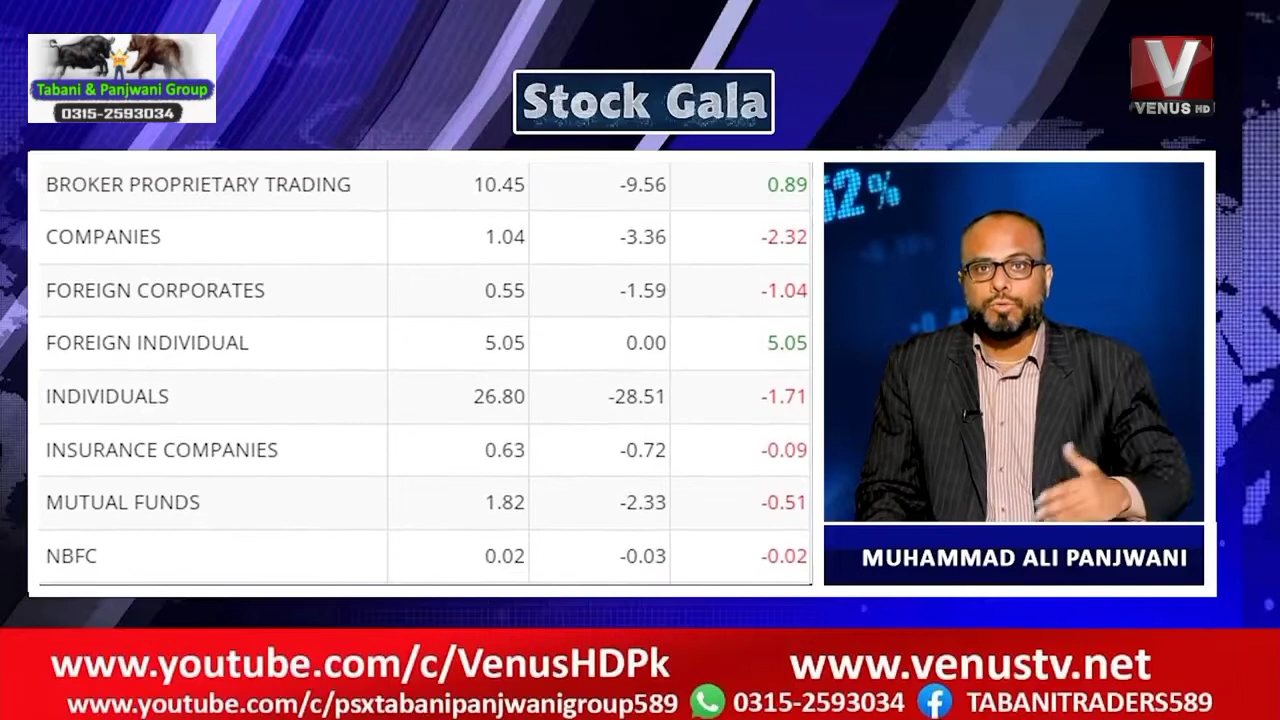 Tabani & Panjwani Group
0315-2593034
Stock Gala
V
VENUS HD
BROKER PROPRIETARY TRADING 10.45 -9.56 0.89
COMPANIES 1.04 -3.36 -2.32
FOREIGN CORPORATES 0.55 -1.59 -1.04
FOREIGN INDIVIDUAL 5.05 0.00 5.05
INDIVIDUALS 26.80 -28.51 -1.71
INSURANCE COMPANIES 0.63 -0.72 -0.09
MUTUAL FUNDS 1.82 -2.33 -0.51
NBFC 0.02 -0.03 -0.02
52%
MUHAMMAD ALI PANJWANI
www.youtube.com/c/VenusHDPk www.venustv.net
www.youtube.com/c/psxtabanipanjwanigroup589 0315-2593034 TABANITRADERS589